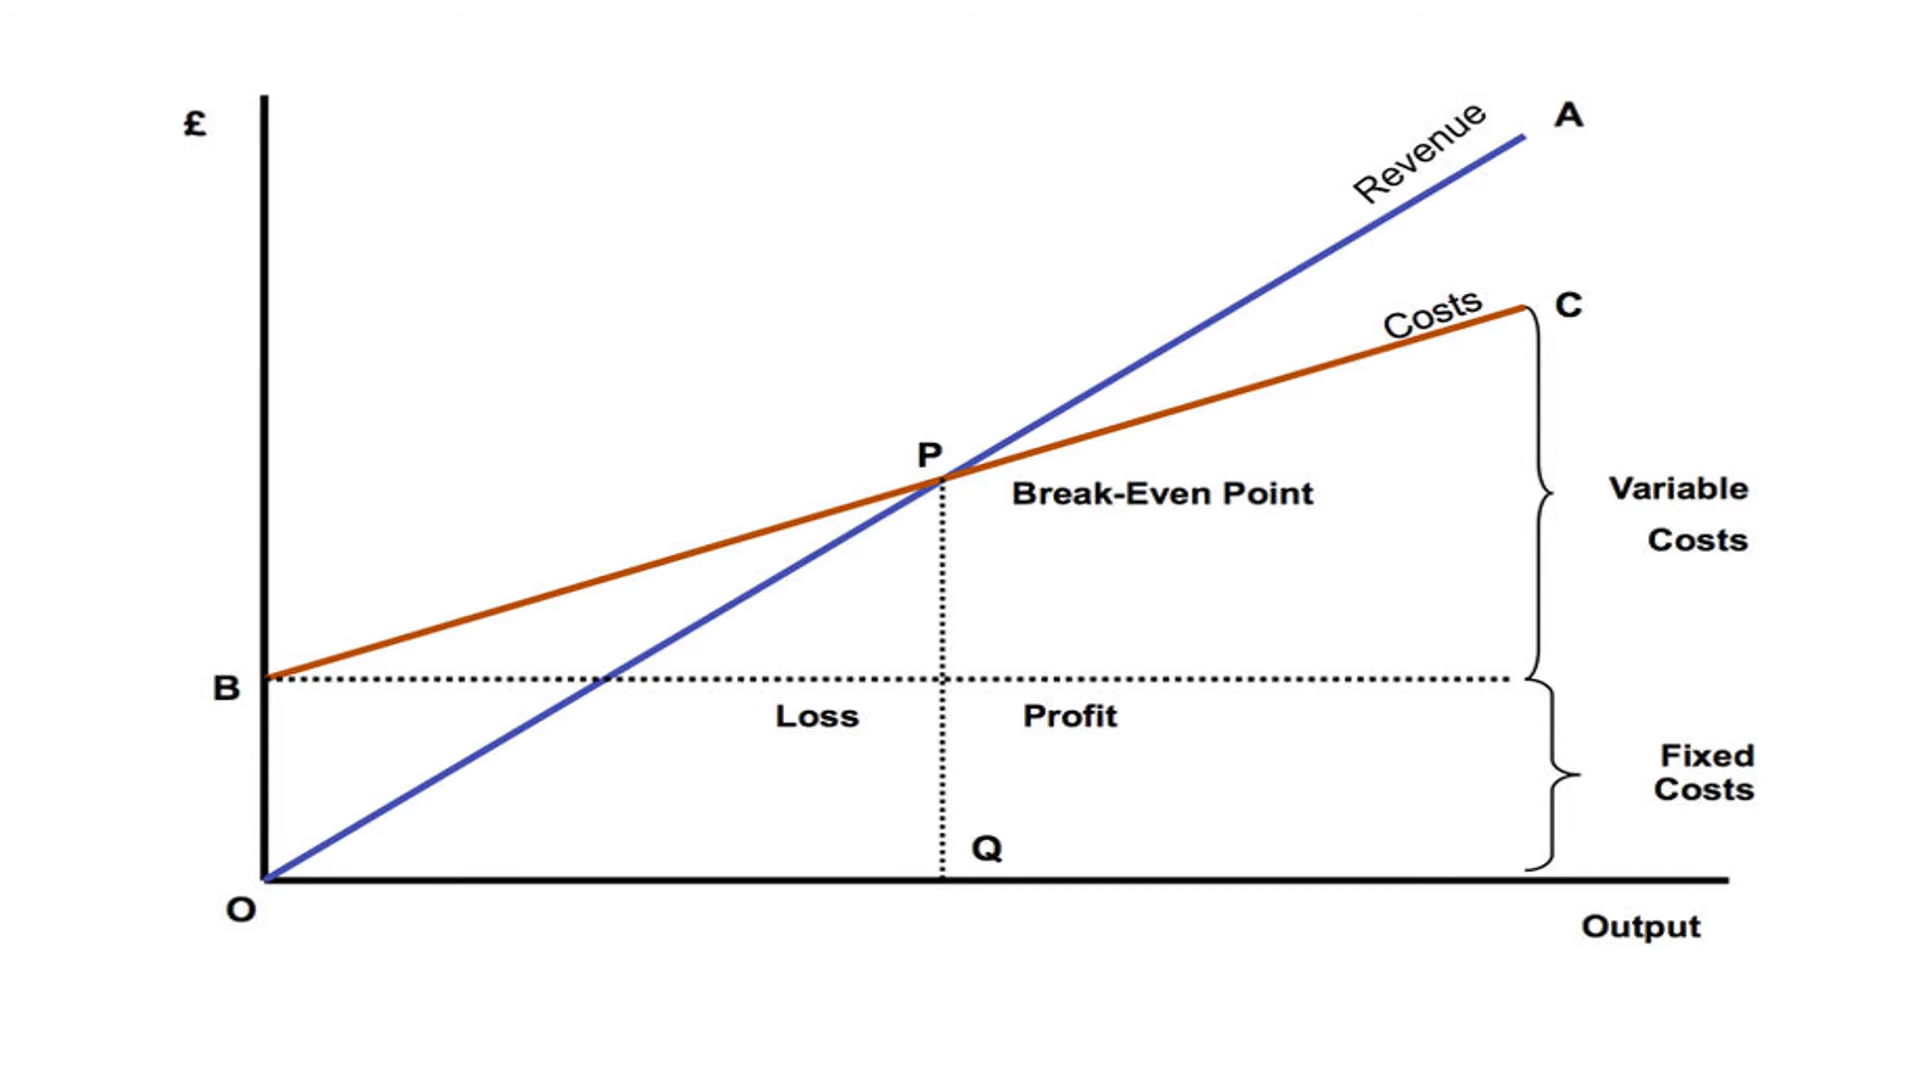 £
A
Revenue
C
Costs
P
Break-Even Point
Variable
Costs
B
Loss
Profit
Fixed
Costs
Q
O
Output